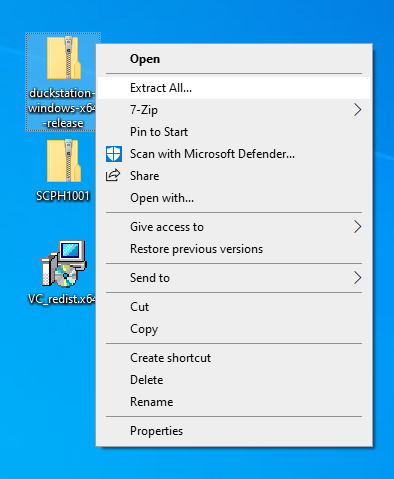 duckstation-
windows-x64
-release
SCPH1001
VC_redist.x64
Open
Extract All...
7-Zip
Pin to Start
Scan with Microsoft Defender...
Share
Open with...
Give access to
Restore previous versions
Send to
Cut
Copy
Create shortcut
Delete
Rename
Properties